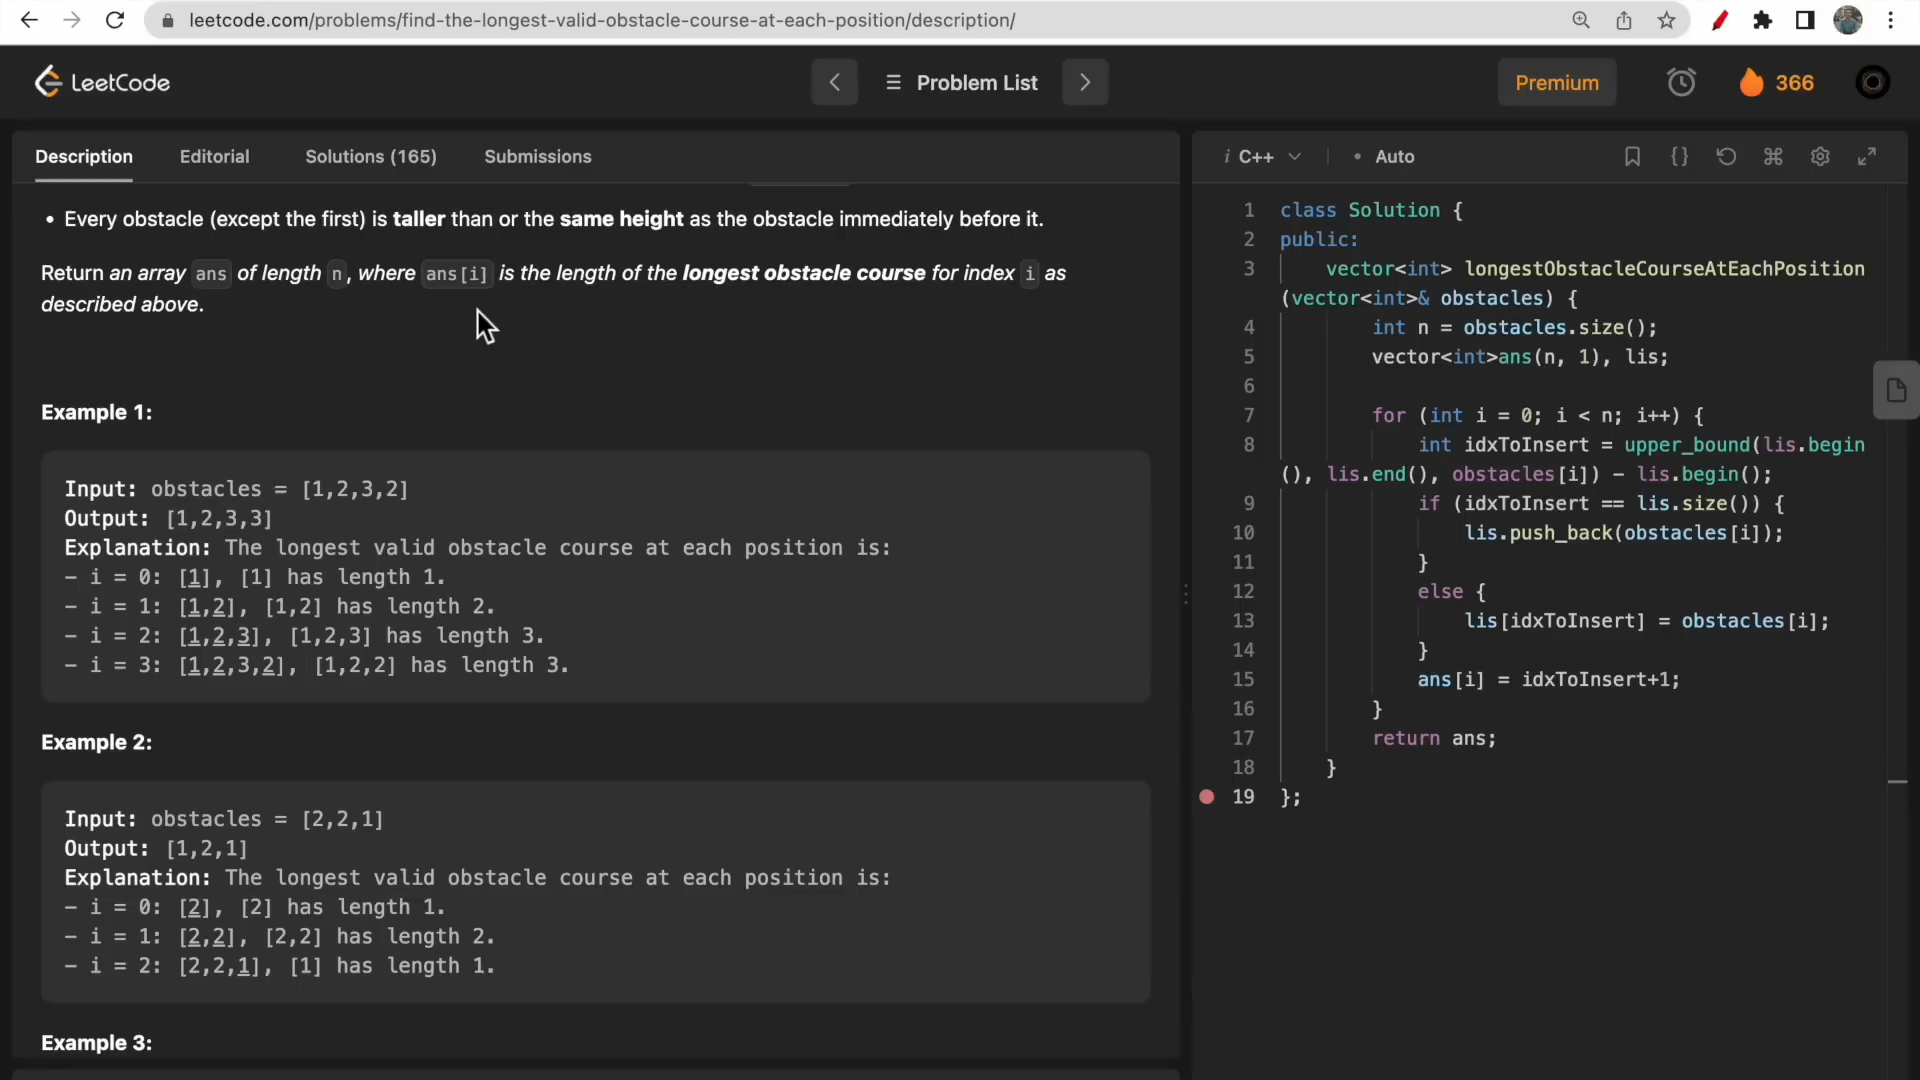 leetcode.com/problems/find-the-longest-valid-obstacle-course-at-each-position/description/
LeetCode
Problem List
Premium
366
Description Editorial Solutions (165) Submissions
• Every obstacle (except the first) is taller than or the same height as the obstacle immediately before it.
Return an array ans of length n, where ans[i] is the length of the longest obstacle course for index i as
described above.
Example 1:
Input: obstacles = [1,2,3,2]
Output: [1,2,3,3]
Explanation: The longest valid obstacle course at each position is:
- i = 0: [1], [1] has length 1.
- i = 1: [1,2], [1,2] has length 2.
- i = 2: [1,2,3], [1,2,3] has length 3.
- i = 3: [1,2,3,2], [1,2,2] has length 3.
Example 2:
Input: obstacles = [2,2,1]
Output: [1,2,1]
Explanation: The longest valid obstacle course at each position is:
- i = 0: [2], [2] has length 1.
- i = 1: [2,2], [2,2] has length 2.
- i = 2: [2,2,1], [1] has length 1.
Example 3:
i C++ • Auto
1 class Solution {
2 public:
3 vector<int> longestObstacleCourseAtEachPosition
(vector<int>& obstacles) {
4 int n = obstacles.size();
5 vector<int>ans(n, 1), lis;
6
7 for (int i = 0; i < n; i++) {
8 int idxToInsert = upper_bound(lis.begin
(), lis.end(), obstacles[i]) - lis.begin();
9 if (idxToInsert == lis.size()) {
10 lis.push_back(obstacles[i]);
11 }
12 else {
13 lis[idxToInsert] = obstacles[i];
14 }
15 ans[i] = idxToInsert+1;
16 }
17 return ans;
18 }
19 };